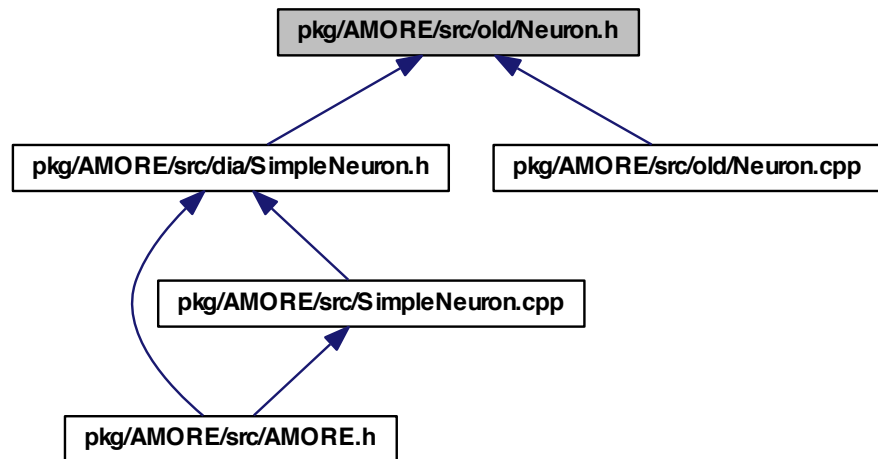 pkg/AMORE/src/old/Neuron.h
pkg/AMORE/src/dia/SimpleNeuron.h
pkg/AMORE/src/old/Neuron.cpp
pkg/AMORE/src/SimpleNeuron.cpp
pkg/AMORE/src/AMORE.h